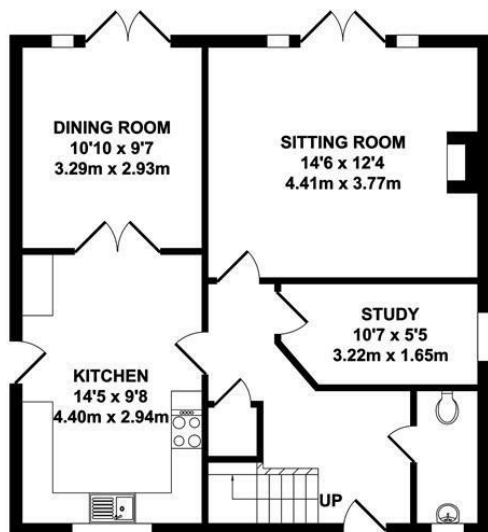 DINING ROOM
10'10 x 9'7
3.29m x 2.93m
SITTING ROOM
14'6 x 12'4
4.41m x 3.77m
STUDY
10'7 x 5'5
3.22m x 1.65m
KITCHEN
14'5 x 9'8
4.40m x 2.94m
UP